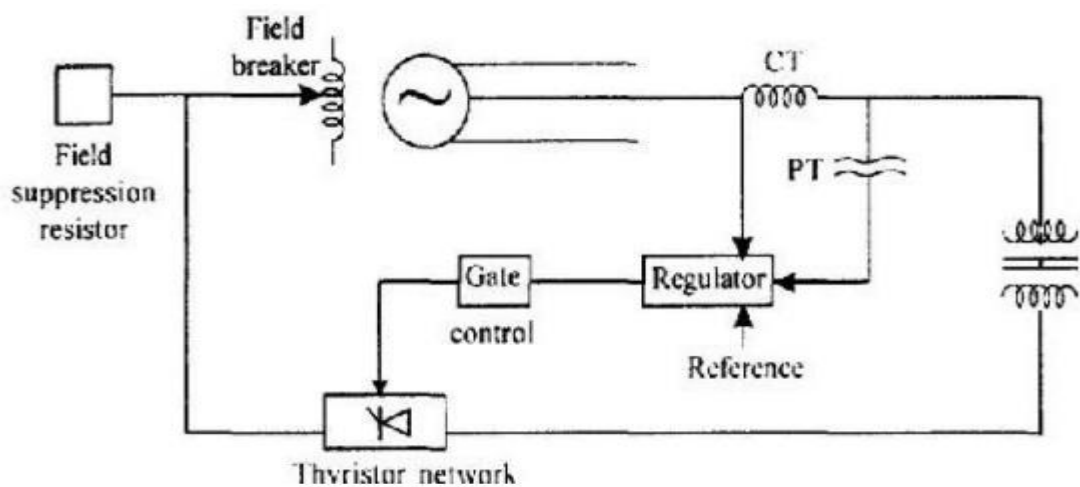 Field
breaker
CT
Field
suppression
resistor
PT
Gate
control
Regulator
Reference
Thyristor network